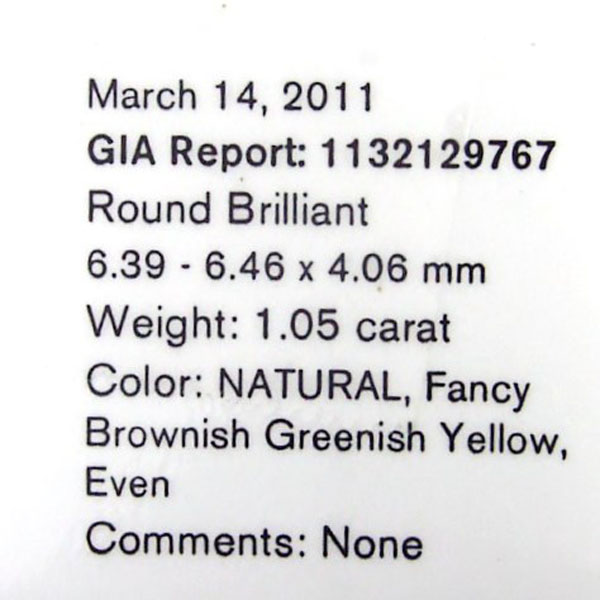 March 14, 2011
GIA Report: 1132129767
Round Brilliant
6.39 - 6.46 x 4.06 mm
Weight: 1.05 carat
Color: NATURAL, Fancy
Brownish Greenish Yellow,
Even
Comments: None